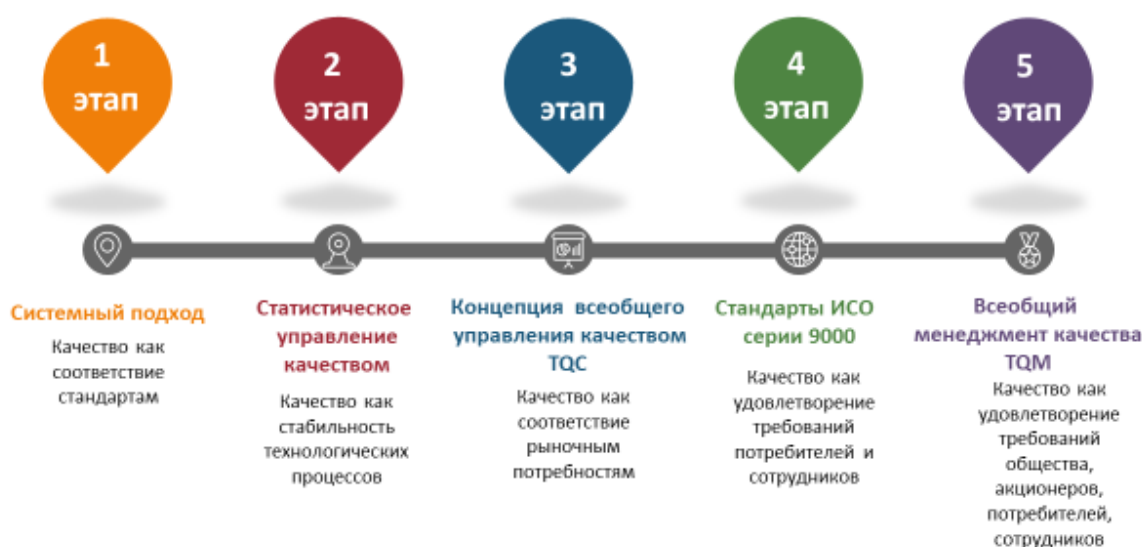 1
этап
2
этап
3
этап
4
этап
5
этап
Системный подход
Качество как
соответствие
стандартам
Статистическое
управление
качеством
Качество как
стабильность
технологических
процессов
Концепция всеобщего
управления качеством
TQC
Качество как
соответствие
рыночным
потребностям
Стандарты ИСО
серии 9000
Качество как
удовлетворение
требований
потребителей и
сотрудников
Всеобщий
менеджмент качества
TQM
Качество как
удовлетворение
требований
общества,
акционеров,
потребителей,
сотрудников